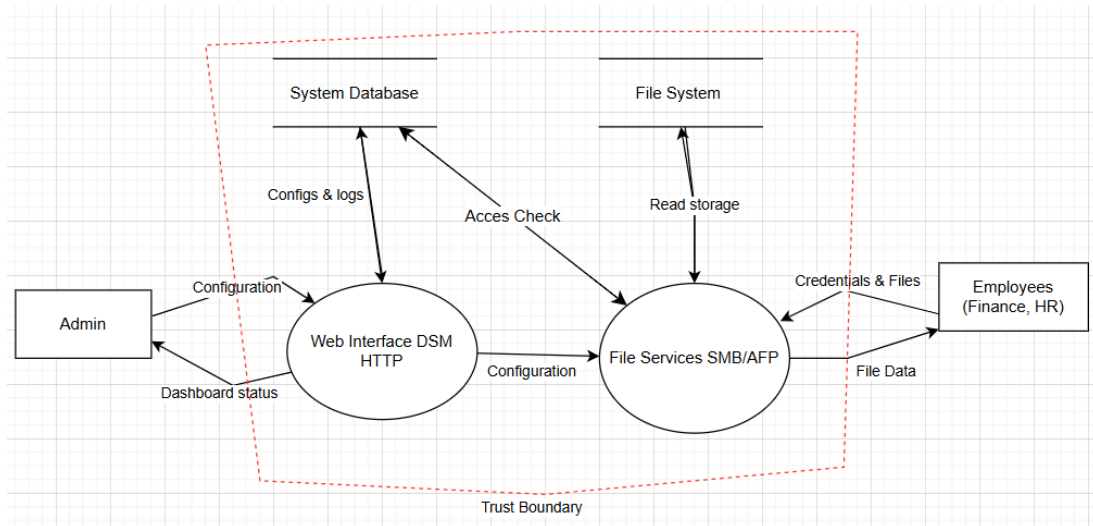 System Database
File System
Configs & logs
Acces Check
Read storage
Configuration
Credentials & Files
Employees
(Finance, HR)
Admin
Web Interface DSM
HTTP
File Services SMB/AFP
Configuration
File Data
Dashboard status
Trust Boundary